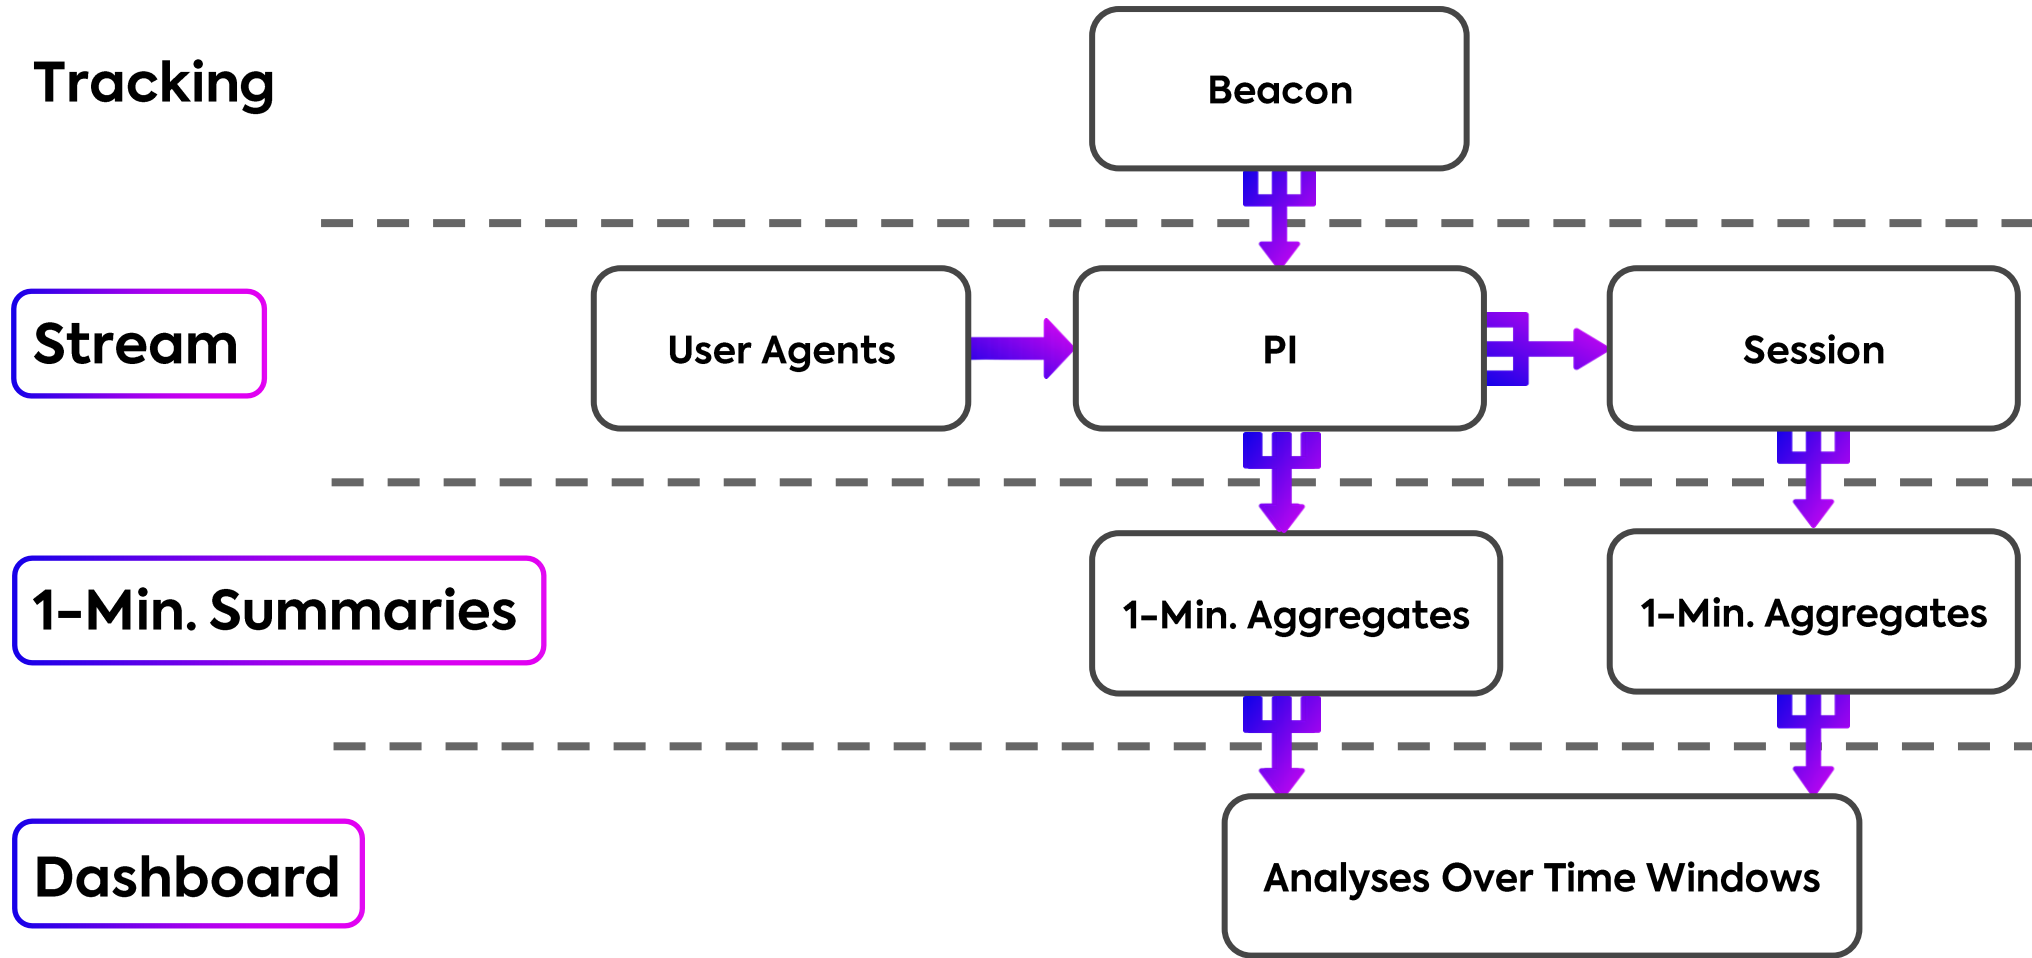 Tracking
Beacon
Stream
User Agents
PI
Session
1-Min. Summaries
1-Min. Aggregates
1-Min. Aggregates
Dashboard
Analyses Over Time Windows